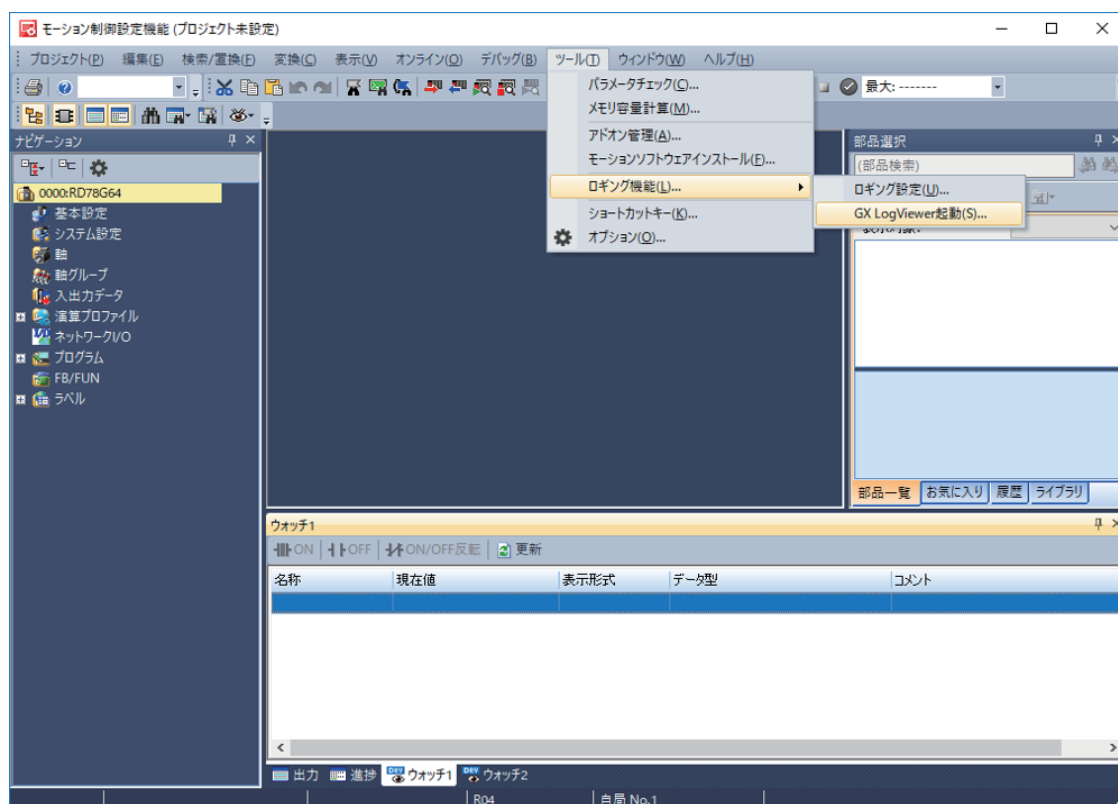 モーション制御設定機能 (プロジェクト未設定)
プロジェクト(P) 編集(E) 検索/置換(F) 変換(C) 表示(V) オンライン(O) デバッグ(B) ツール(T) ウィンドウ(W) ヘルプ(H)
最大: -------
パラメータチェック(C)...
メモリ容量計算(M)...
アドオン管理(A)...
モーションソフトウェアインストール(F)...
ロギング機能(L)...
ショートカットキー(K)...
オプション(O)...
ロギング設定(U)...
GX LogViewer起動(S)...
ナビゲーション
0000:RD78G64
基本設定
システム設定
軸
軸グループ
入出力データ
演算プロファイル
ネットワークI/O
プログラム
FB/FUN
ラベル
部品選択
(部品検索)
部品一覧 お気に入り 履歴 ライブラリ
ウォッチ1
ON OFF ON/OFF反転 更新
名称 現在値 表示形式 データ型 コメント
出力 進捗 ウォッチ1 ウォッチ2
R04 自局 No.1